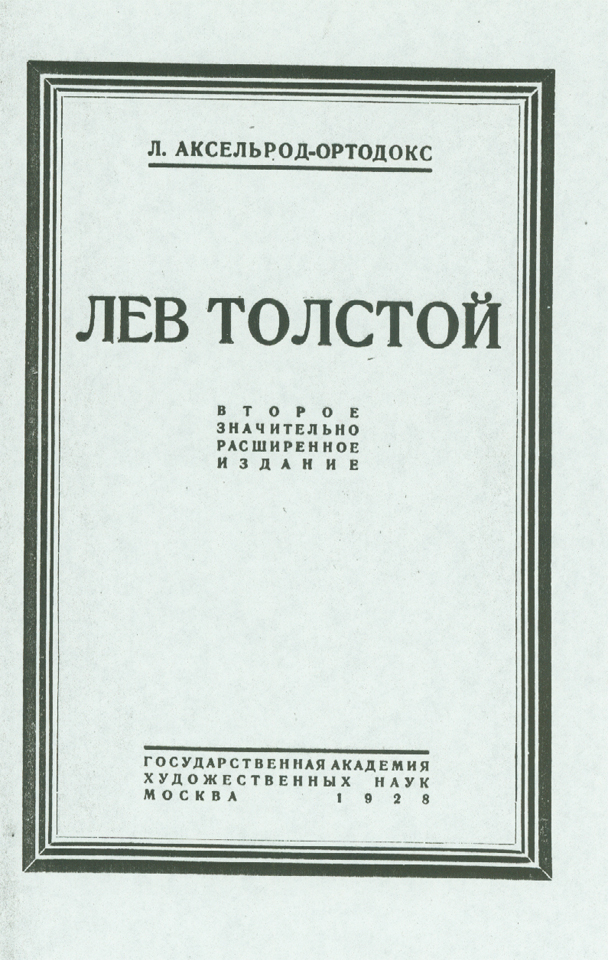 Л. АКСЕЛЬРОД-ОРТОДОКС
ЛЕВ ТОЛСТОЙ
ВТОРОЕ
ЗНАЧИТЕЛЬНО
РАСШИРЕННОЕ
ИЗДАНИЕ
ГОСУДАРСТВЕННАЯ АКАДЕМИЯ
ХУДОЖЕСТВЕННЫХ НАУК
МОСКВА 1928